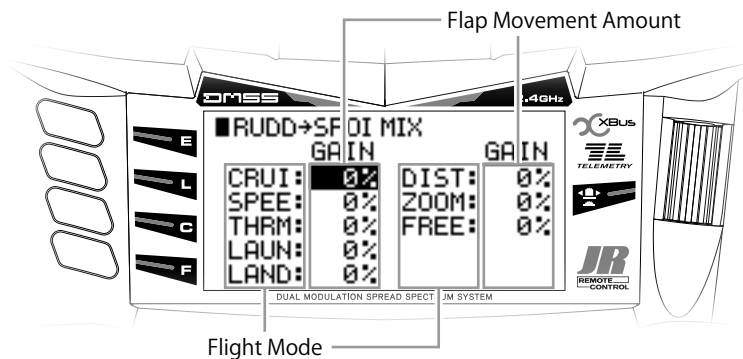 Flap Movement Amount
DMSS 2.4GHz
■RUDD→SPOI MIX
GAIN GAIN
CRUI: 0% DIST: 0%
SPEE: 0% ZOOM: 0%
THRM: 0% FREE: 0%
LAUN: 0%
LAND: 0%
E
L
C
F
XBUS
TELEMETRY
JR
REMOTE
CONTROL
DUAL MODULATION SPREAD SPECTRUM SYSTEM
Flight Mode